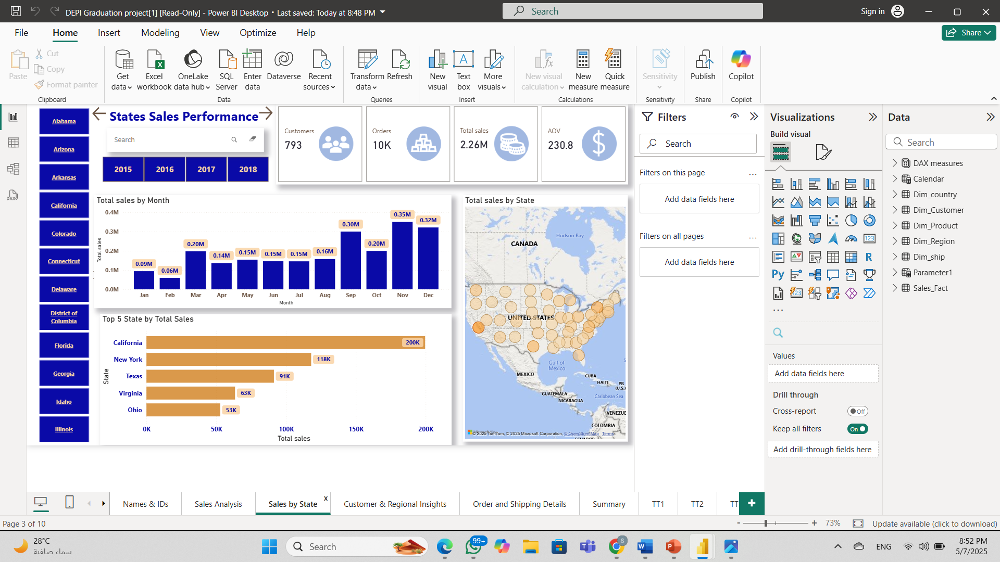 DEPI Graduation project[1] [Read-Only] - Power BI Desktop • Last saved: Today at 8:48 PM
Search
Sign in
File
Home
Insert
Modeling
View
Optimize
Help
Share
Paste
Cut
Copy
Format painter
Clipboard
Get data
Excel workbook
OneLake data hub
SQL Server
Enter data
Dataverse
Recent sources
Data
Transform data
Refresh
Queries
New visual
Text box
More visuals
Insert
New visual calculation
New measure
Quick measure
Calculations
Sensitivity
Sensitivity
Publish
Share
Copilot
Copilot
Alabama
Arizona
Arkansas
California
Colorado
Connecticut
Delaware
District of
Columbia
Florida
Georgia
Idaho
Illinois
States Sales Performance
Search
2015
2016
2017
2018
Customers
793
Orders
10K
Total sales
2.26M
AOV
230.8
Total sales by Month
Total sales
0.4M
0.3M
0.2M
0.1M
0.0M
0.09M
0.06M
0.20M
0.14M
0.15M
0.15M
0.15M
0.16M
0.30M
0.20M
0.35M
0.32M
Jan
Feb
Mar
Apr
May
Jun
Jul
Aug
Sep
Oct
Nov
Dec
Month
Top 5 State by Total Sales
State
California
200K
New York
118K
Texas
91K
Virginia
63K
Ohio
53K
0K
50K
100K
150K
200K
Total sales
Total sales by State
CANADA
Hudson Bay
UNITED STATES
Gulf of
Mexico
MEXICO
CUBA
HAITI
PR
(U.S.)
GUATEMALA
NICARAGUA
Caribbean Sea
VENEZUE
COLOMBIA
ECUADOR
© 2025 TomTom, © 2025 Microsoft Corporation, © OpenStreetMap Terms
Filters
Search
Filters on this page
...
Add data fields here
Filters on all pages
...
Add data fields here
Visualizations
Build visual
123
R
Py
123
...
Values
Add data fields here
Drill through
Cross-report
Off
Keep all filters
On
Add drill-through fields here
Data
Search
DAX measures
Calendar
Dim_country
Dim_Customer
Dim_Product
Dim_Region
Dim_ship
Parameter1
Sales_Fact
DAX
Names & IDs
Sales Analysis
Sales by State
x
Customer & Regional Insights
Order and Shipping Details
Summary
TT1
TT2
TT
+
Page 3 of 10
- + 73%
Update available (click to download)
28°C
سماء صافية
Search
99+
S
ENG
8:52 PM
5/7/2025